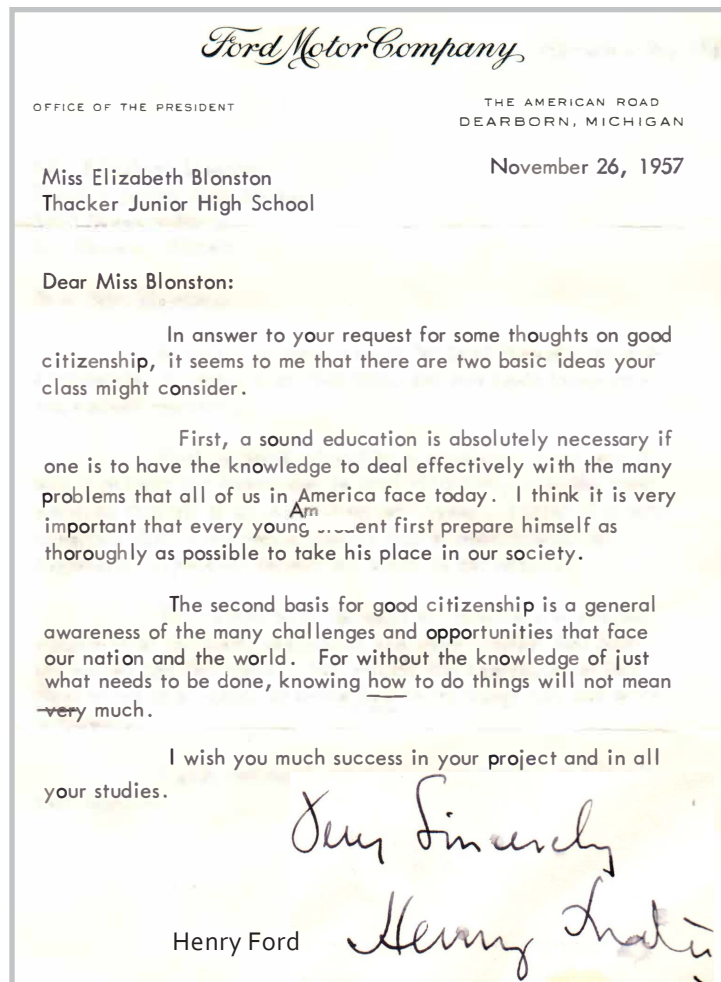 Ford Motor Company
OFFICE OF THE PRESIDENT
THE AMERICAN ROAD
DEARBORN, MICHIGAN
November 26, 1957
Miss Elizabeth Blonston
Thacker Junior High School
Dear Miss Blonston:
In answer to your request for some thoughts on good
citizenship, it seems to me that there are two basic ideas your
class might consider.
First, a sound education is absolutely necessary if
one is to have the knowledge to deal effectively with the many
problems that all of us in America face today. I think it is very
Am
important that every young first prepare himself as
thoroughly as possible to take his place in our society.
The second basis for good citizenship is a general
awareness of the many challenges and opportunities that face
our nation and the world. For without the knowledge of just
what needs to be done, knowing how to do things will not mean
very much.
I wish you much success in your project and in all
your studies.
Very Sincerely
Henry Ford
Henry